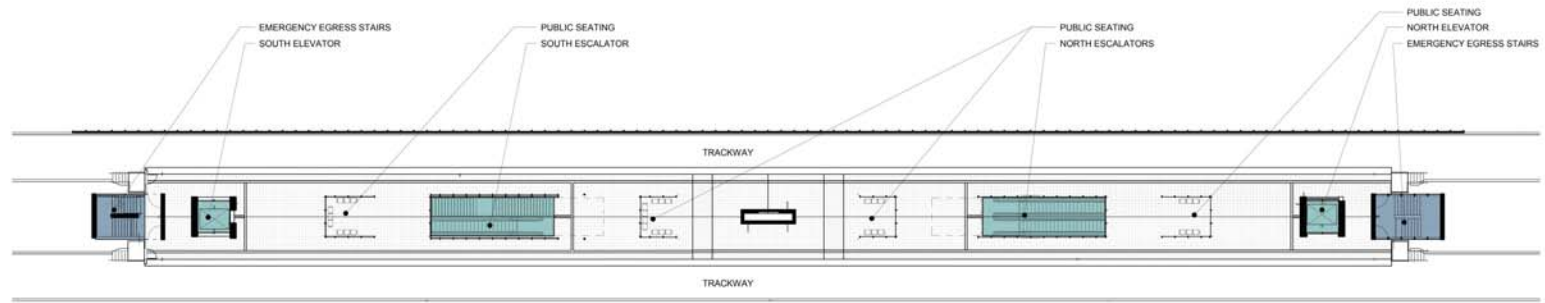 EMERGENCY EGRESS STAIRS
SOUTH ELEVATOR
PUBLIC SEATING
SOUTH ESCALATOR
PUBLIC SEATING
NORTH ESCALATORS
PUBLIC SEATING
NORTH ELEVATOR
EMERGENCY EGRESS STAIRS
TRACKWAY
TRACKWAY